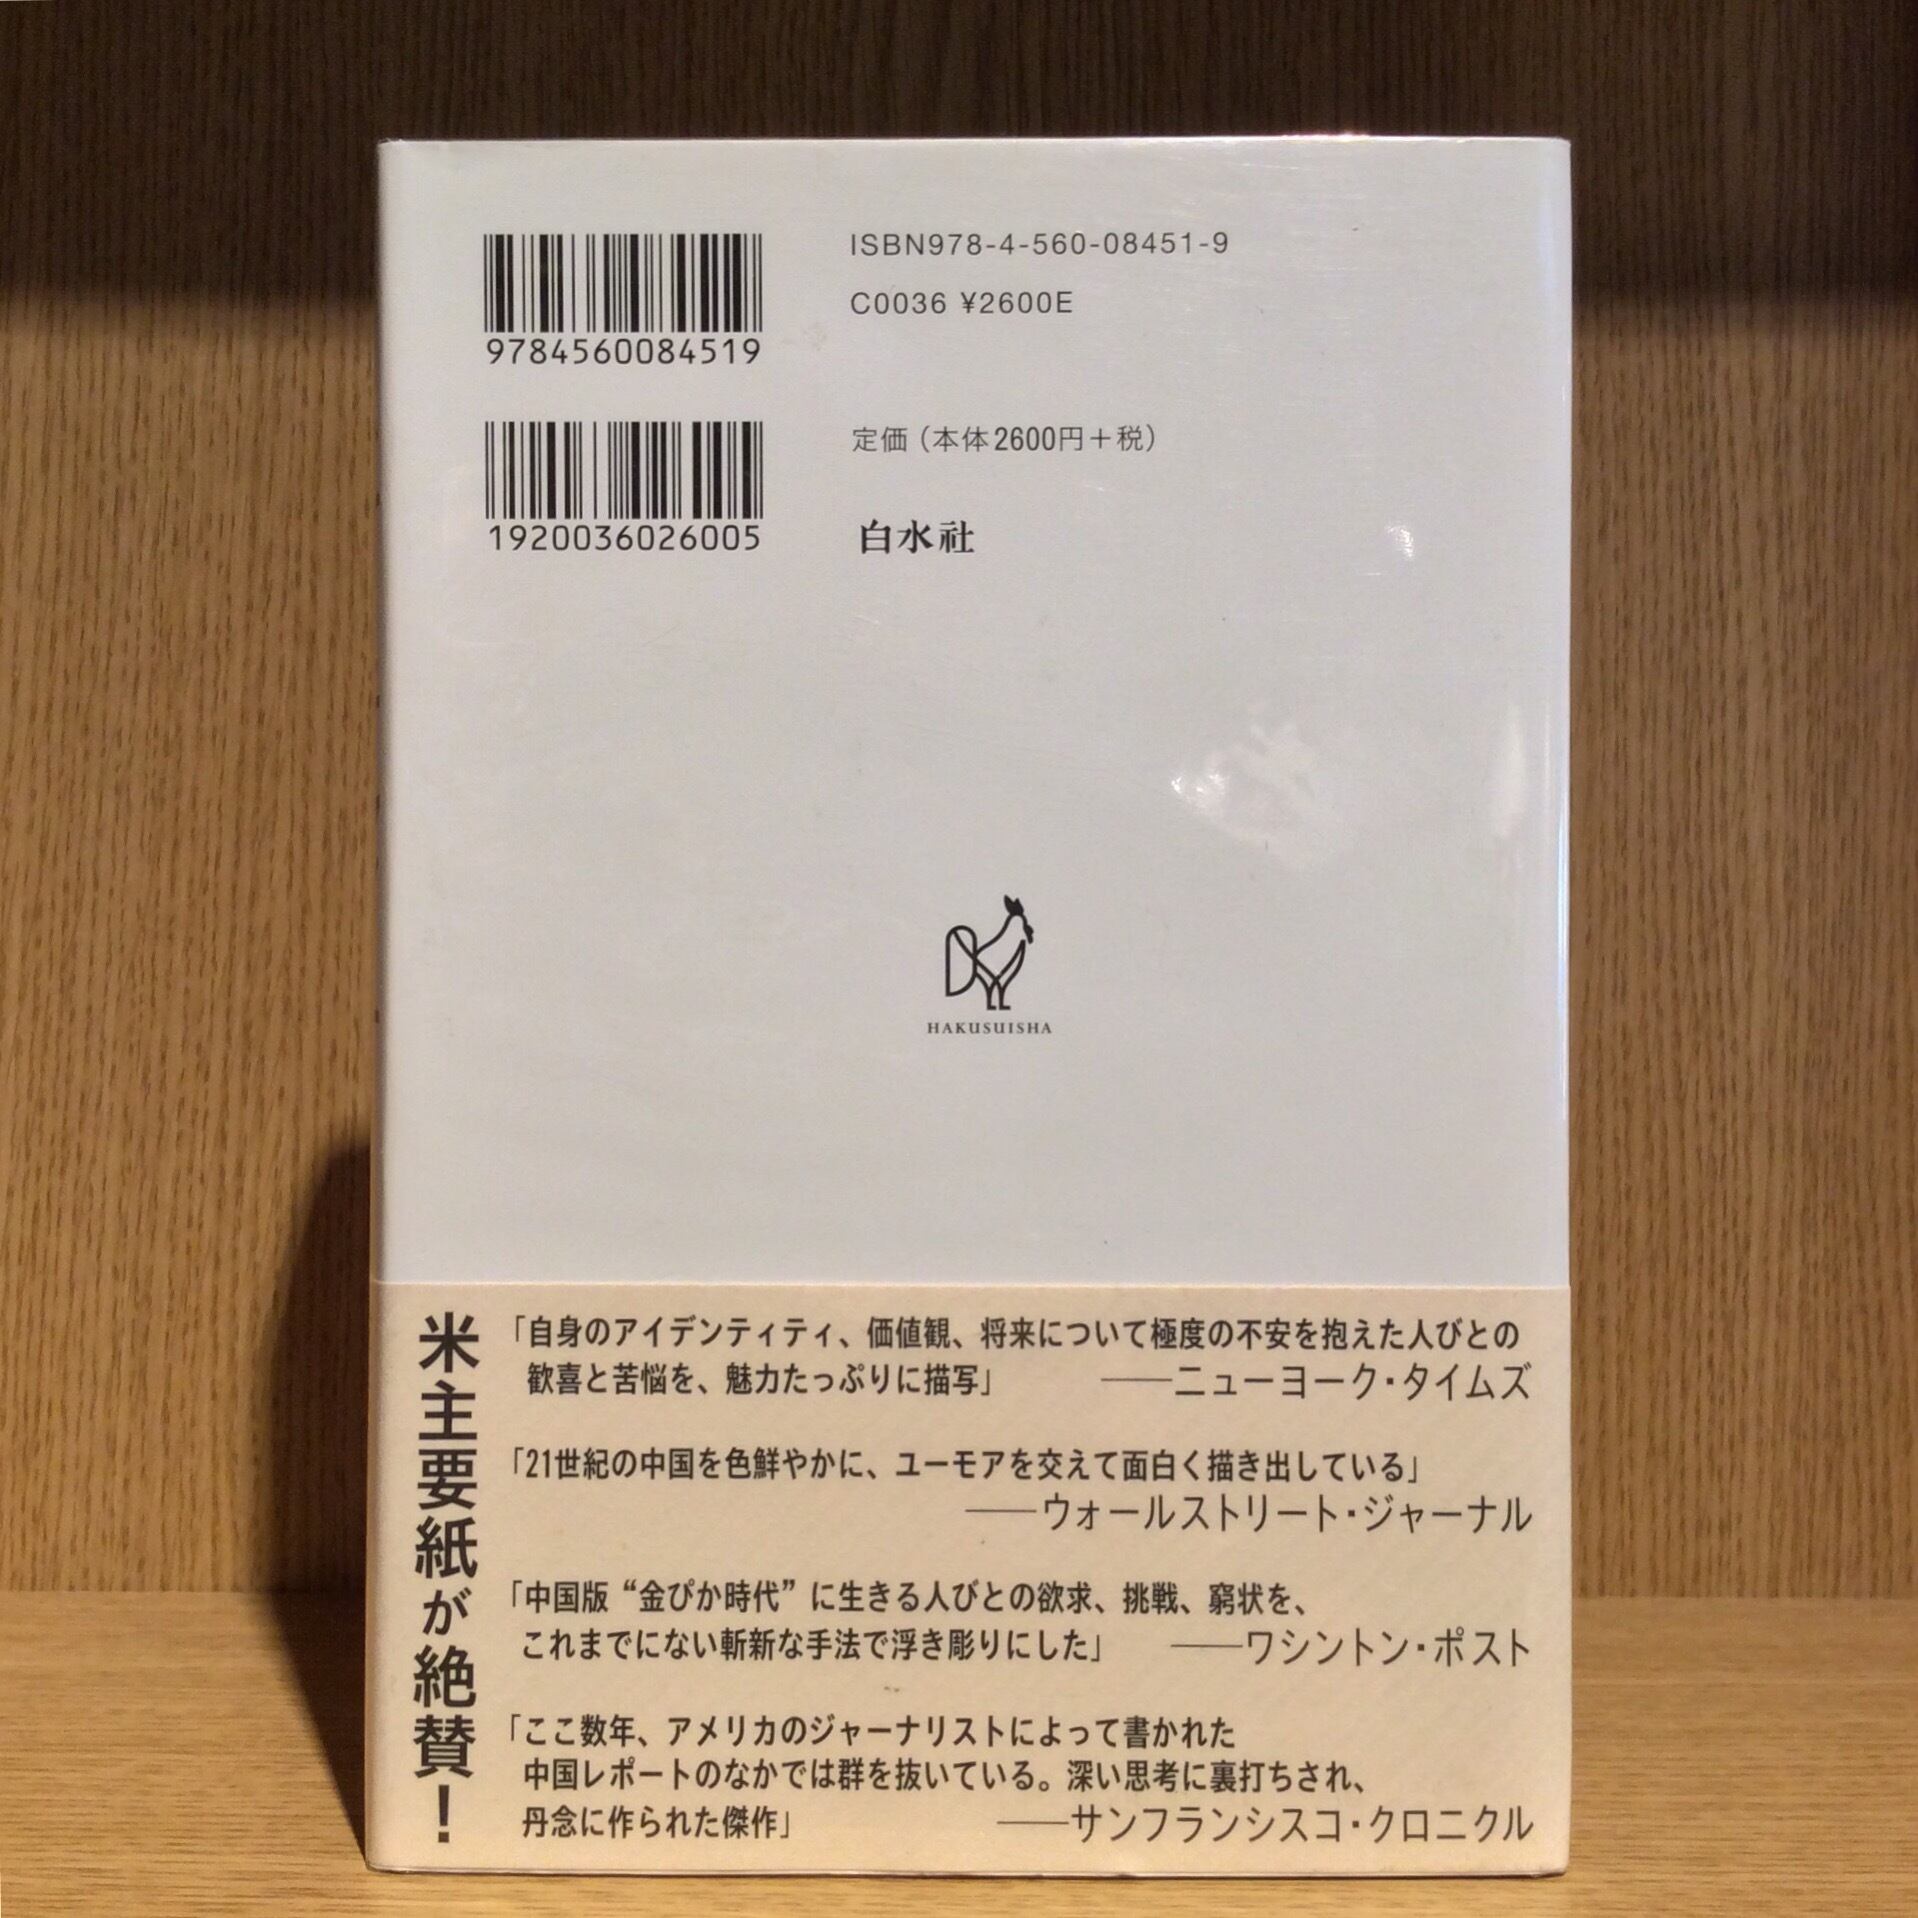 9784560084519
ISBN978-4-560-08451-9
C0036 ¥2600E
1920036026005
定価（本体2600円＋税）
白水社
HAKUSUISHA
米主要紙が絶賛！
「自身のアイデンティティ、価値観、将来について極度の不安を抱えた人びとの
歓喜と苦悩を、魅力たっぷりに描写」 ──ニューヨーク・タイムズ
「21世紀の中国を色鮮やかに、ユーモアを交えて面白く描き出している」
──ウォールストリート・ジャーナル
「中国版“金ぴか時代”に生きる人びとの欲求、挑戦、窮状を、
これまでにない斬新な手法で浮き彫りにした」 ──ワシントン・ポスト
「ここ数年、アメリカのジャーナリストによって書かれた
中国レポートのなかでは群を抜いている。深い思考に裏打ちされ、
丹念に作られた傑作」 ──サンフランシスコ・クロニクル